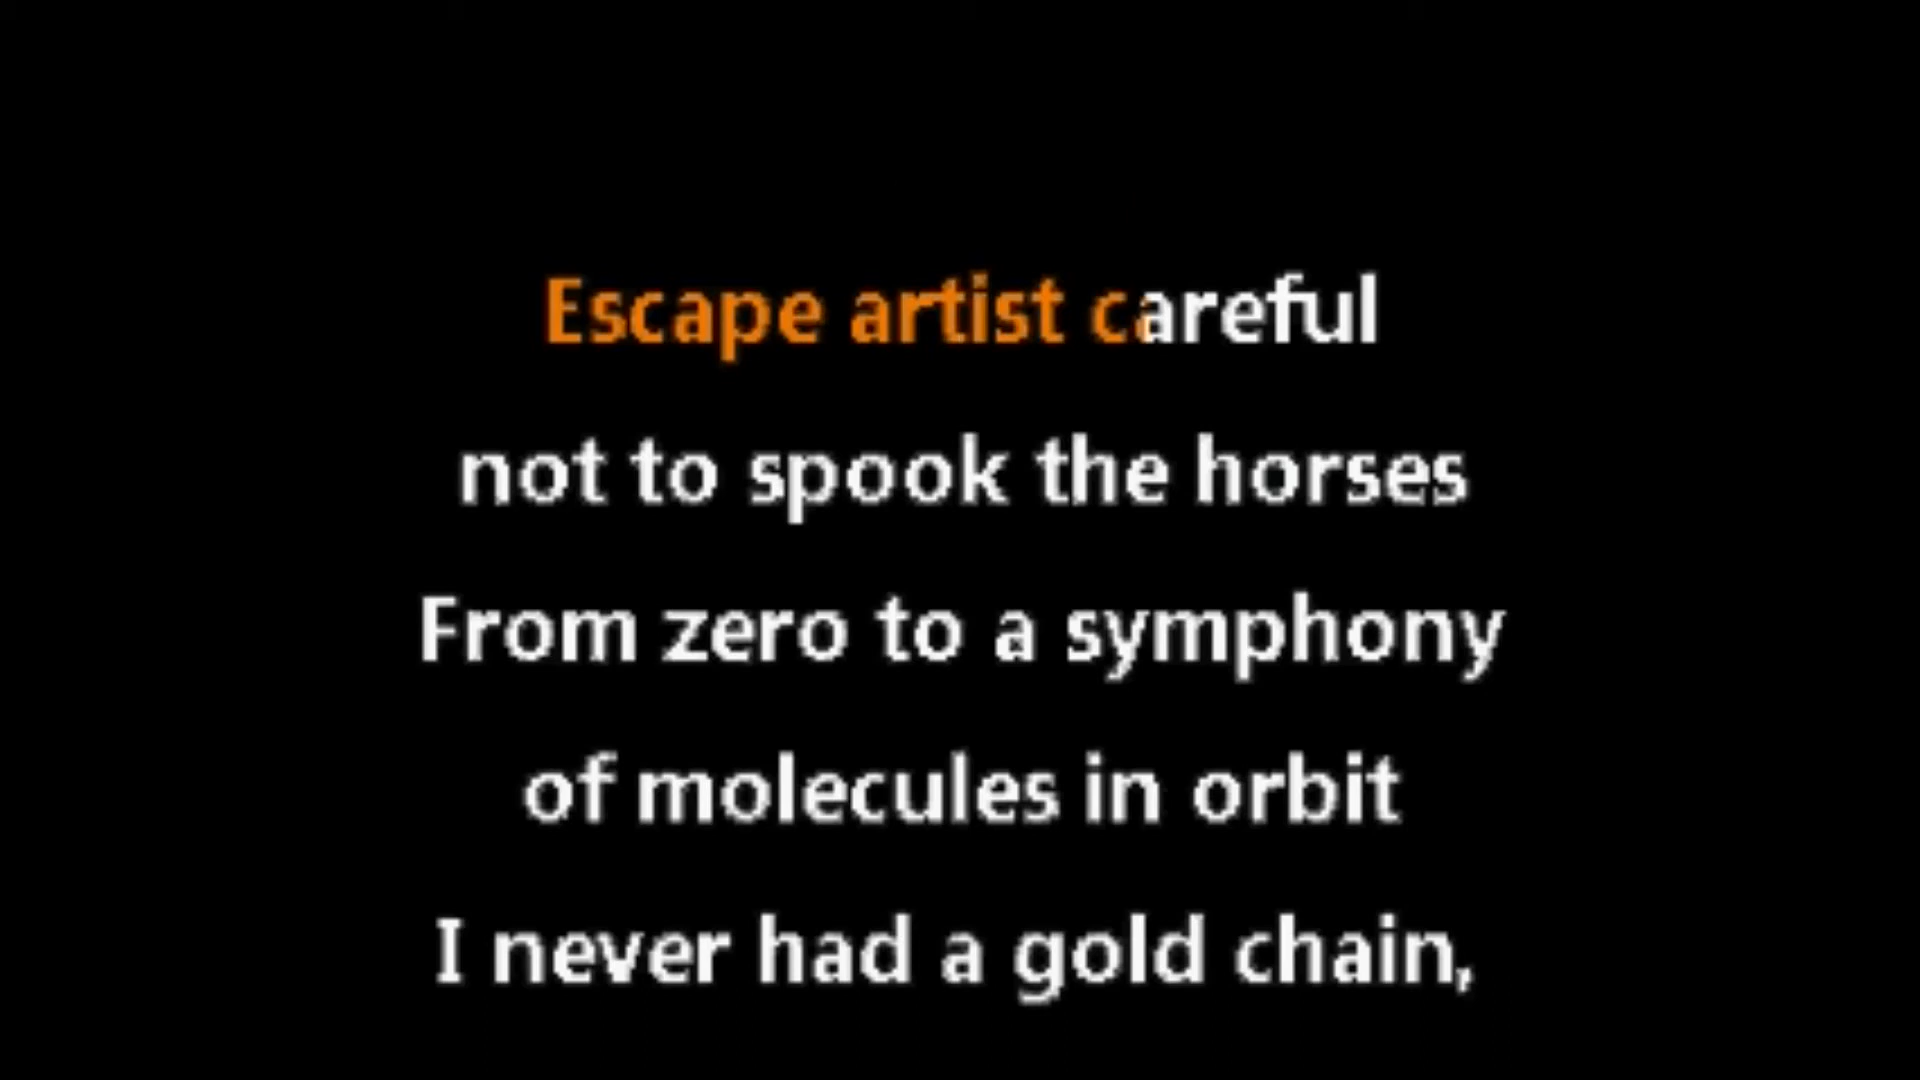 Escape artist careful
not to spook the horses
From zero to a symphony
of molecules in orbit
I never had a gold chain,